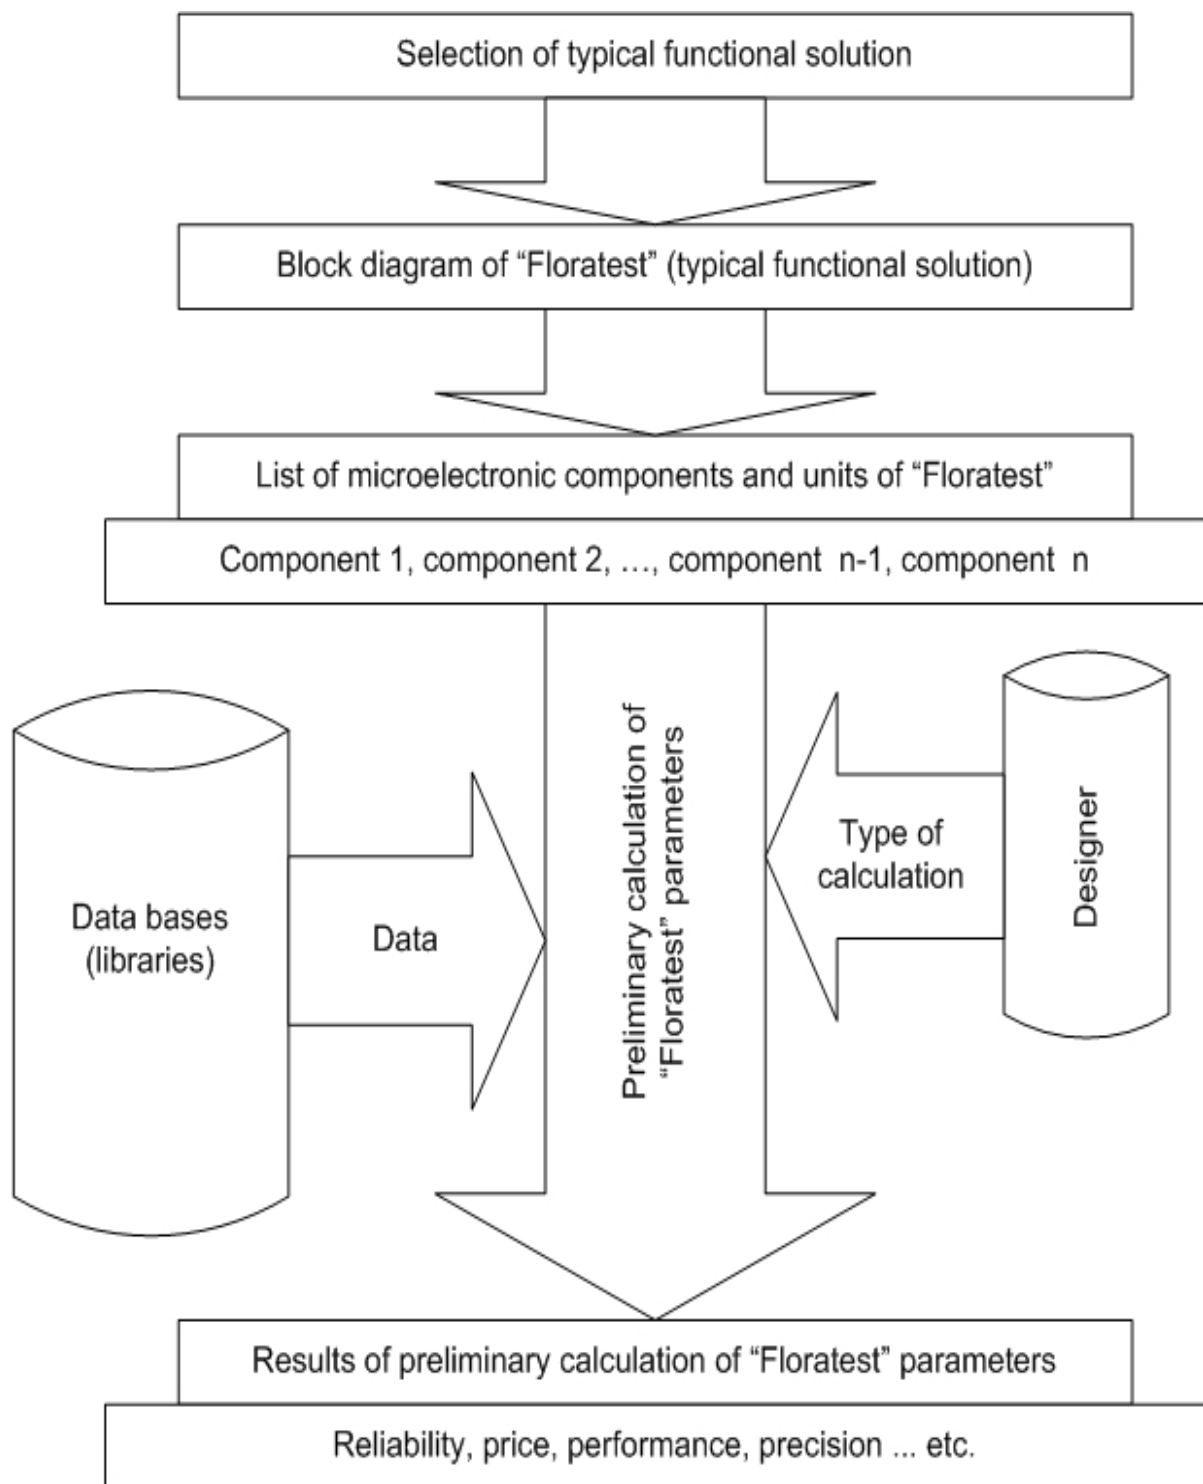 Selection of typical functional solution
Block diagram of “Floratest” (typical functional solution)
List of microelectronic components and units of “Floratest”
Component 1, component 2, …, component n-1, component n
Data bases
(libraries)
Data
Preliminary calculation of
“Floratest” parameters
Type of
calculation
Designer
Results of preliminary calculation of “Floratest” parameters
Reliability, price, performance, precision ... etc.